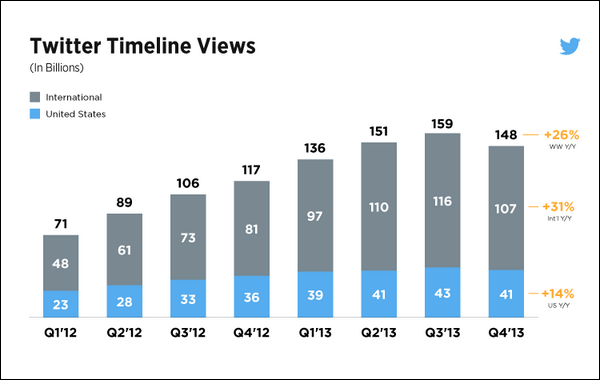 Twitter Timeline Views
(In Billions)
International
United States
71 89 106 117 136 151 159 148
48 61 73 81 97 110 116 107
23 28 33 36 39 41 43 41
+26%
WW Y/Y
+31%
Int'l Y/Y
+14%
US Y/Y
Q1'12 Q2'12 Q3'12 Q4'12 Q1'13 Q2'13 Q3'13 Q4'13